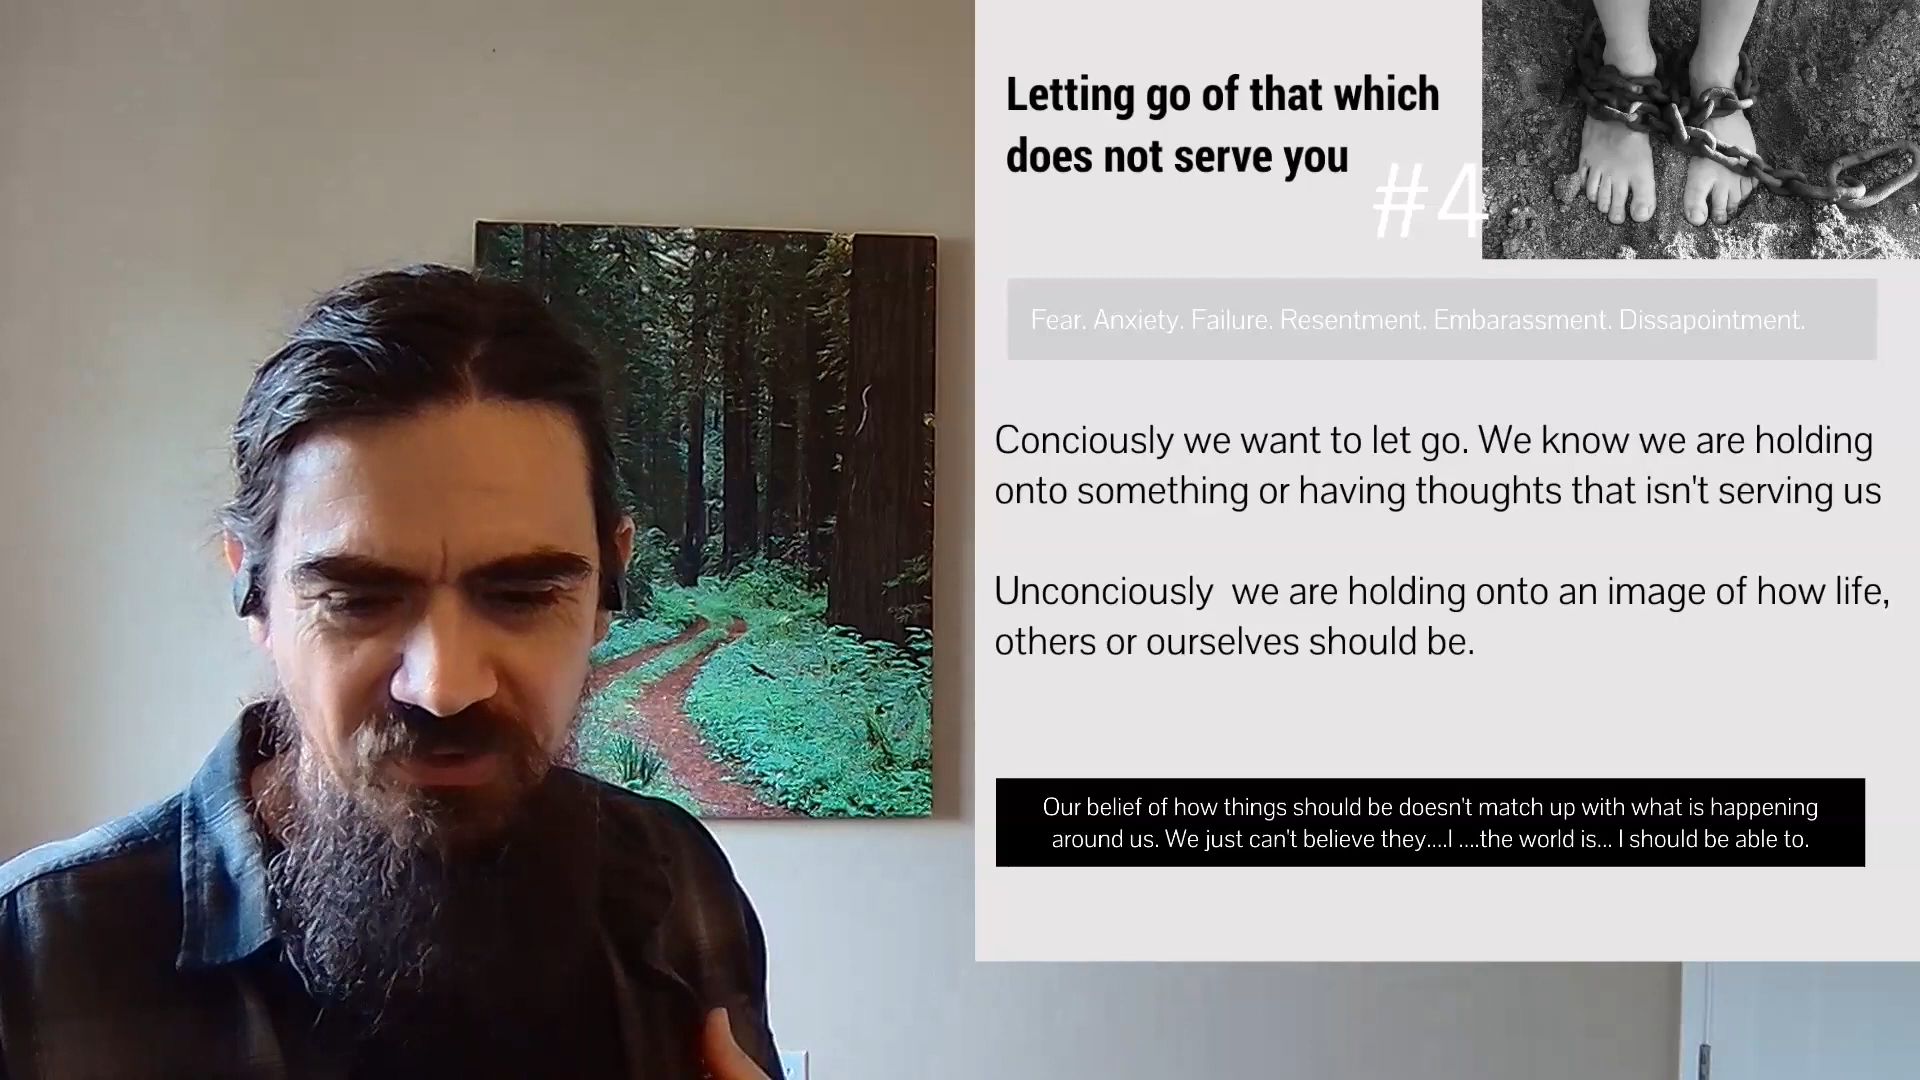 Letting go of that which
does not serve you
#4
Fear. Anxiety. Failure. Resentment. Embarassment. Dissapointment.
Conciously we want to let go. We know we are holding
onto something or having thoughts that isn't serving us
Unconciously we are holding onto an image of how life,
others or ourselves should be.
Our belief of how things should be doesn't match up with what is happening
around us. We just can't believe they....I ....the world is... I should be able to.